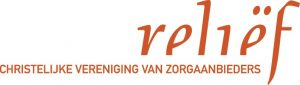 reliëf
CHRISTELIJKE VERENIGING VAN ZORGAANBIEDERS